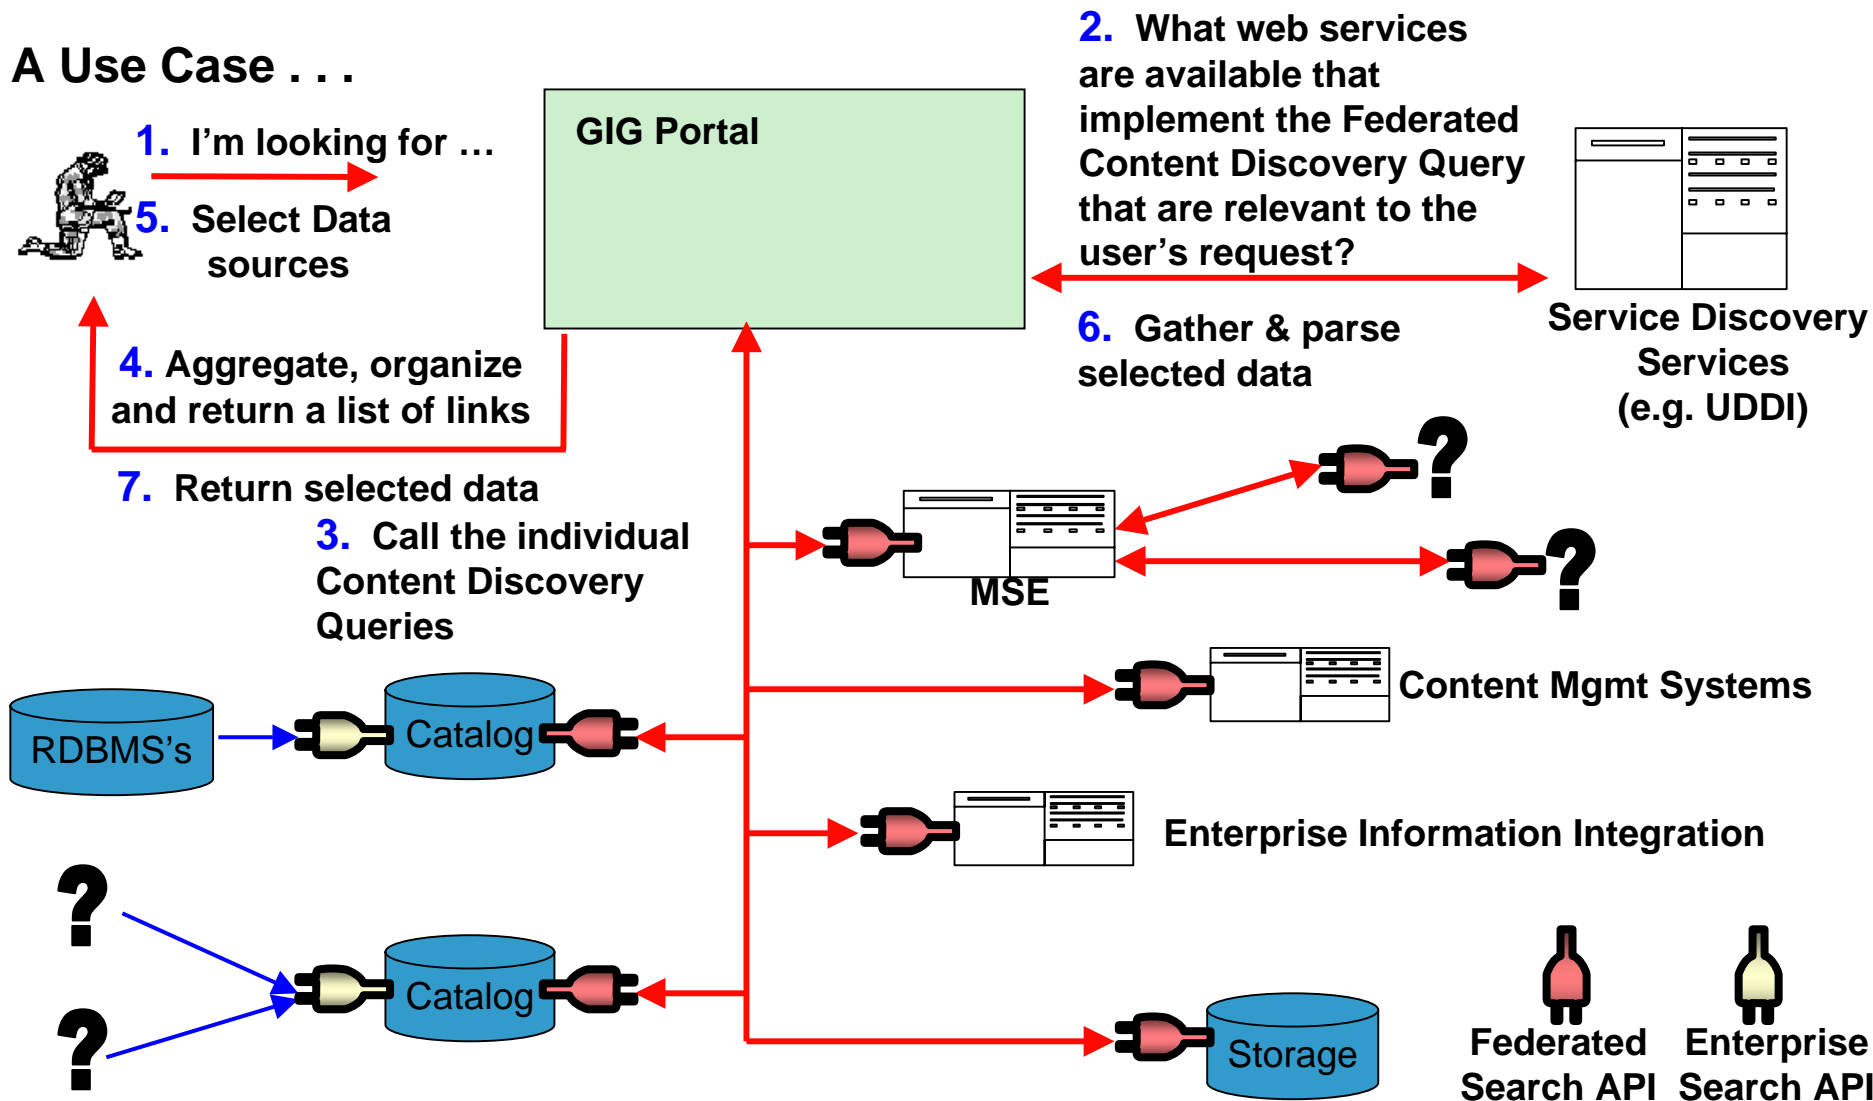 A Use Case . . .
1. I'm looking for …
5. Select Data
sources
GIG Portal
2. What web services
are available that
implement the Federated
Content Discovery Query
that are relevant to the
user's request?
Service Discovery
Services
(e.g. UDDI)
6. Gather & parse
selected data
4. Aggregate, organize
and return a list of links
7. Return selected data
3. Call the individual
Content Discovery
Queries
?
?
MSE
Content Mgmt Systems
RDBMS's
Catalog
Enterprise Information Integration
?
?
Catalog
Storage
Federated
Search API
Enterprise
Search API